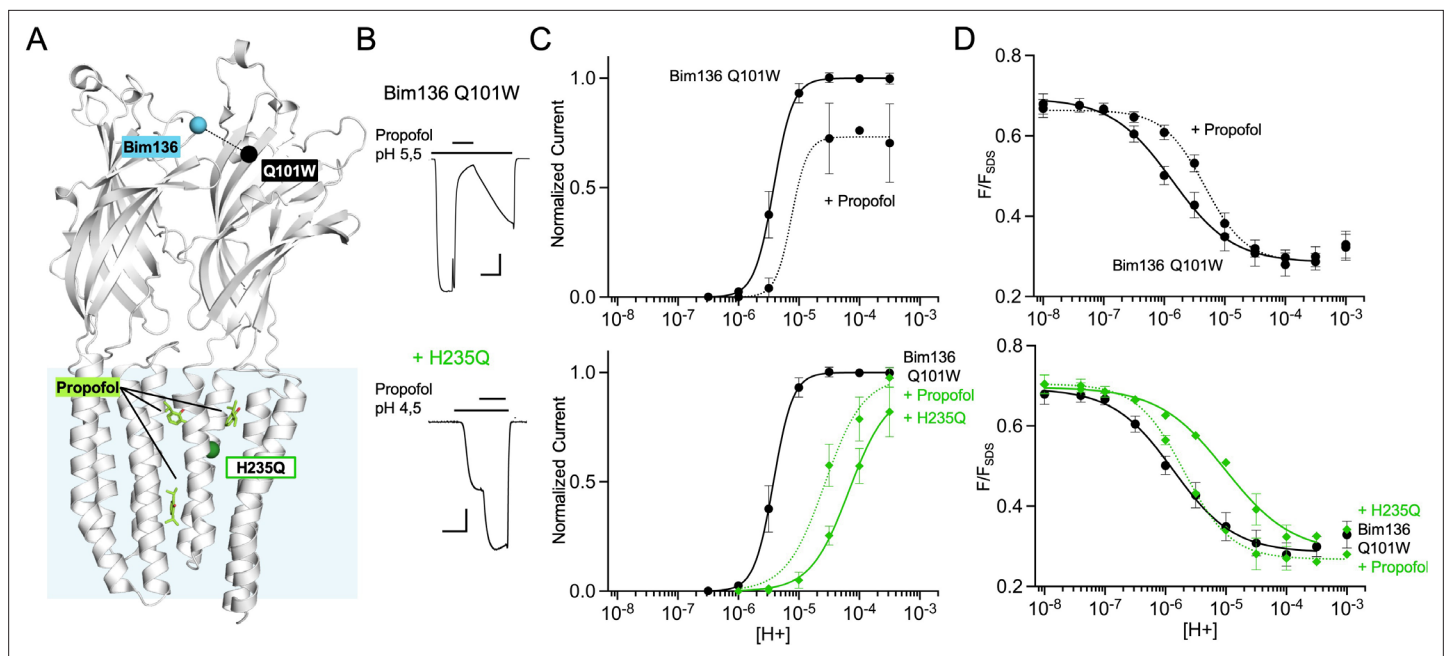 A
Bim136
Q101W
Propofol
H235Q
B
Bim136 Q101W
Propofol
pH 5,5
+ H235Q
Propofol
pH 4,5
C
Normalized Current
1.0
0.5
0.0
Bim136 Q101W
+ Propofol
10-8
10-7
10-6
10-5
10-4
10-3
Normalized Current
1.0
0.5
0.0
Bim136
Q101W
+ Propofol
+ H235Q
10-8
10-7
10-6
10-5
10-4
10-3
[H+]
D
F/FSDS
0.8
0.6
0.4
0.2
+ Propofol
Bim136 Q101W
10-8
10-7
10-6
10-5
10-4
10-3
F/FSDS
0.8
0.6
0.4
0.2
+ H235Q
Bim136
Q101W
+ Propofol
10-8
10-7
10-6
10-5
10-4
10-3
[H+]